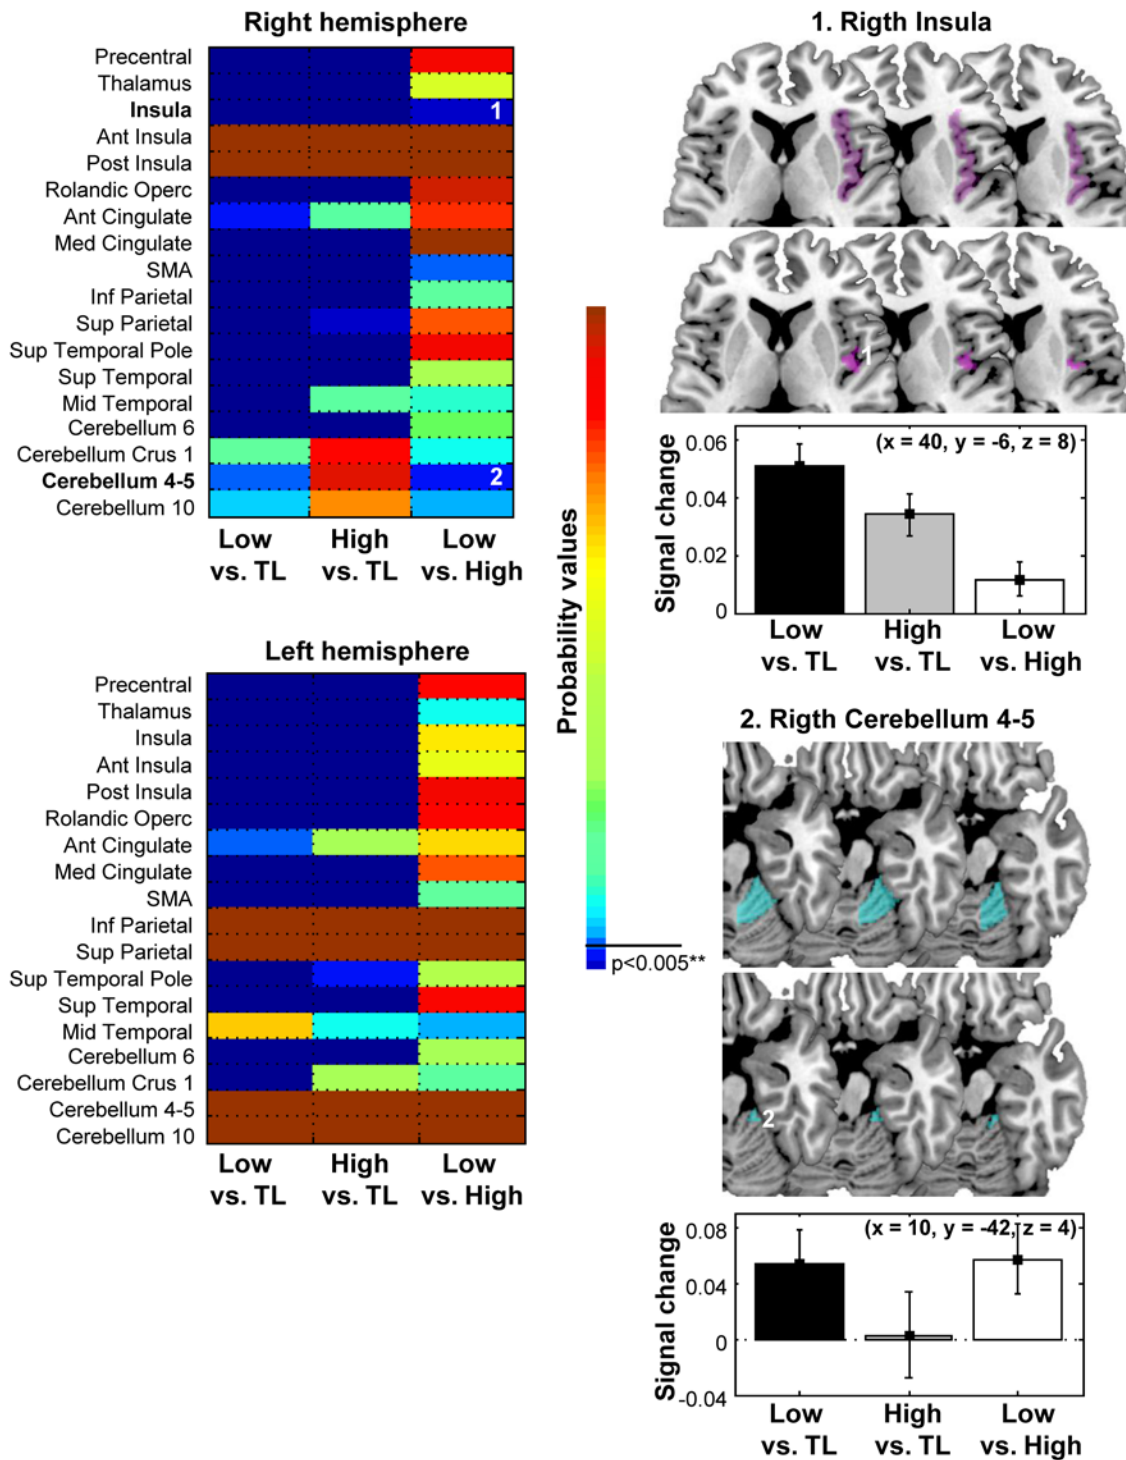 Right hemisphere
Precentral
Thalamus
Insula
Ant Insula
Post Insula
Rolandic Operc
Ant Cingulate
Med Cingulate
SMA
Inf Parietal
Sup Parietal
Sup Temporal Pole
Sup Temporal
Mid Temporal
Cerebellum 6
Cerebellum Crus 1
Cerebellum 4-5
Cerebellum 10
1
2
Low
vs. TL
High
vs. TL
Low
vs. High
Left hemisphere
Precentral
Thalamus
Insula
Ant Insula
Post Insula
Rolandic Operc
Ant Cingulate
Med Cingulate
SMA
Inf Parietal
Sup Parietal
Sup Temporal Pole
Sup Temporal
Mid Temporal
Cerebellum 6
Cerebellum Crus 1
Cerebellum 4-5
Cerebellum 10
Low
vs. TL
High
vs. TL
Low
vs. High
Probability values
p<0.005**
1. Rigth Insula
1
(x = 40, y = -6, z = 8)
Signal change
0.06
0.04
0.02
0
Low
vs. TL
High
vs. TL
Low
vs. High
2. Rigth Cerebellum 4-5
2
(x = 10, y = -42, z = 4)
Signal change
0.08
0.04
0
-0.04
Low
vs. TL
High
vs. TL
Low
vs. High